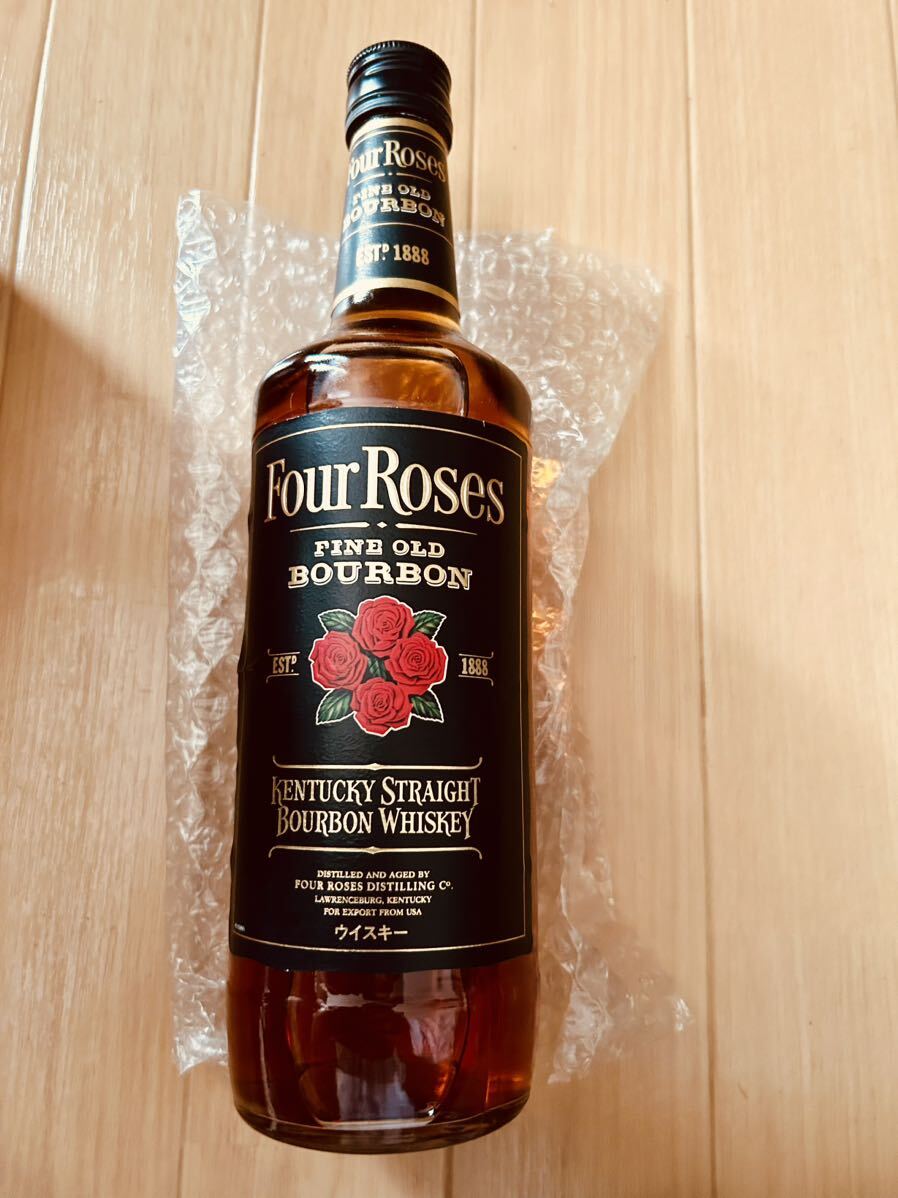 Four Roses
FINE OLD
BOURBON
ESTD. 1888
Four Roses
FINE OLD
BOURBON
ESTD. 1888
KENTUCKY STRAIGHT
BOURBON WHISKEY
DISTILLED AND AGED BY
FOUR ROSES DISTILLING Co.
LAWRENCEBURG, KENTUCKY
FOR EXPORT FROM USA
ウイスキー